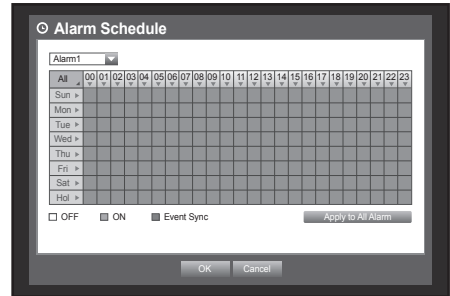 Alarm Schedule
Alarm1
All 00 01 02 03 04 05 06 07 08 09 10 11 12 13 14 15 16 17 18 19 20 21 22 23
Sun
Mon
Tue
Wed
Thu
Fri
Sat
Hol
OFF ON Event Sync Apply to All Alarm
OK Cancel